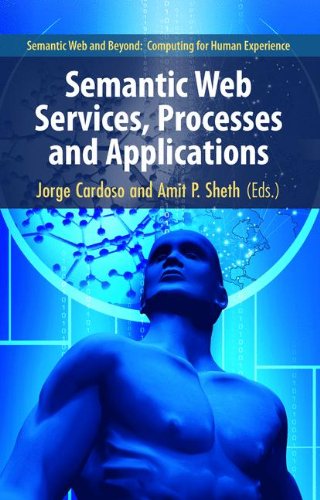 Semantic Web and Beyond: Computing for Human Experience
Semantic Web
Services, Processes
and Applications
Jorge Cardoso and Amit P. Sheth (Eds.)